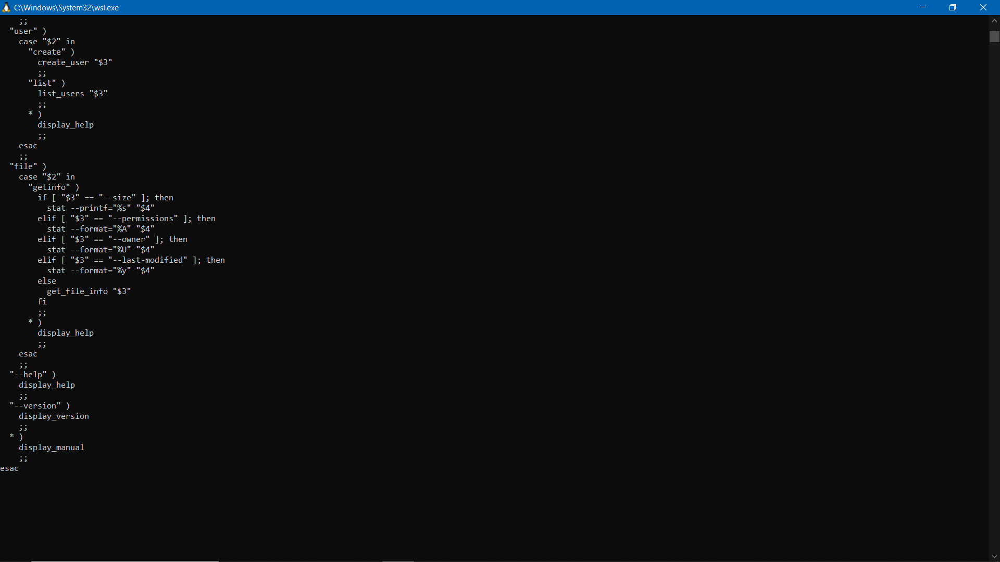 C:\Windows\System32\wsl.exe
    ;;
  "user" )
    case "$2" in
      "create" )
        create_user "$3"
        ;;
      "list" )
        list_users "$3"
        ;;
      * )
        display_help
        ;;
    esac
    ;;
  "file" )
    case "$2" in
      "getinfo" )
        if [ "$3" == "--size" ]; then
          stat --printf="%s" "$4"
        elif [ "$3" == "--permissions" ]; then
          stat --format="%A" "$4"
        elif [ "$3" == "--owner" ]; then
          stat --format="%U" "$4"
        elif [ "$3" == "--last-modified" ]; then
          stat --format="%y" "$4"
        else
          get_file_info "$3"
        fi
        ;;
      * )
        display_help
        ;;
    esac
    ;;
  "--help" )
    display_help
    ;;
  "--version" )
    display_version
    ;;
  * )
    display_manual
    ;;
esac